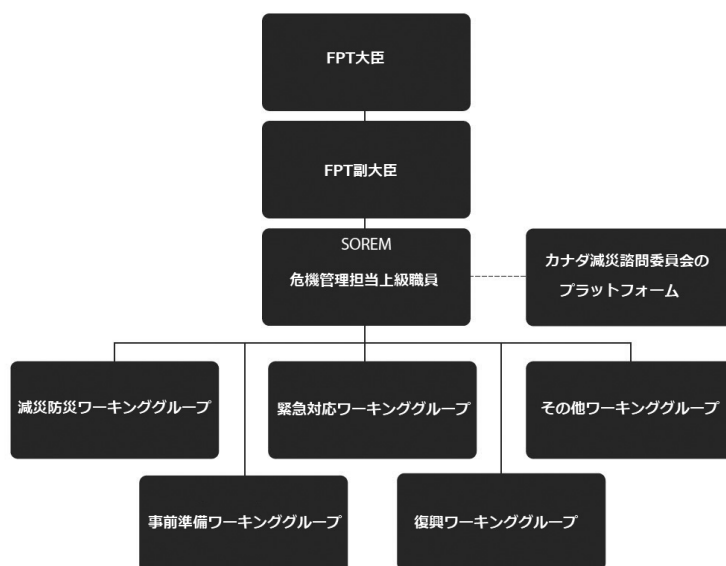 FPT大臣
FPT副大臣
SOREM
危機管理担当上級職員
カナダ減災諮問委員会の
プラットフォーム
減災防災ワーキンググループ
緊急対応ワーキンググループ
その他ワーキンググループ
事前準備ワーキンググループ
復興ワーキンググループ